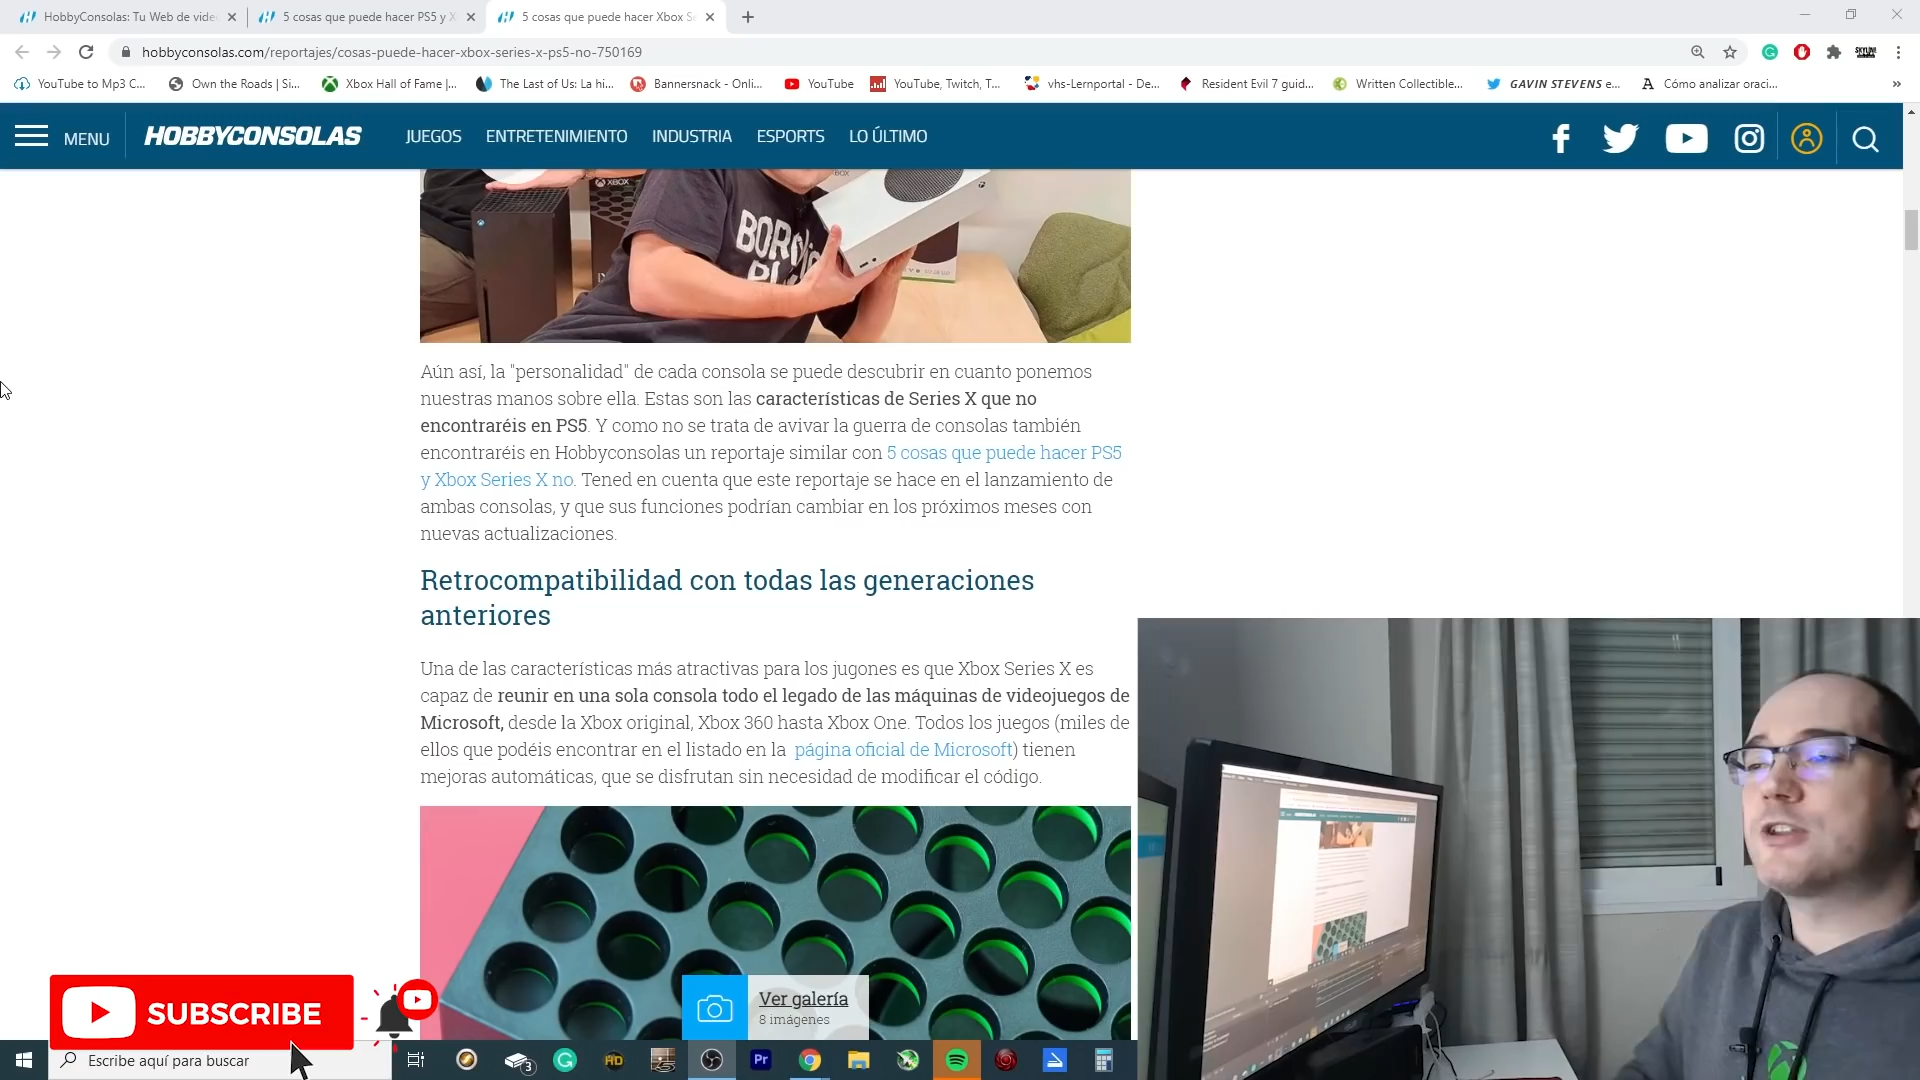 HobbyConsolas: Tu Web de vide
5 cosas que puede hacer PS5 y X
5 cosas que puede hacer Xbox Se
hobbyconsolas.com/reportajes/cosas-puede-hacer-xbox-series-x-ps5-no-750169
YouTube to Mp3 C...
Own the Roads | Si...
Xbox Hall of Fame |...
The Last of Us: La hi...
Bannersnack - Onli...
YouTube
YouTube, Twitch, T...
vhs-Lernportal - De...
Resident Evil 7 guid...
Written Collectible...
GAVIN STEVENS e...
Cómo analizar oraci...
»
MENU
HOBBYCONSOLAS
JUEGOS
ENTRETENIMIENTO
INDUSTRIA
ESPORTS
LO ÚLTIMO
XBOX
Aún así, la "personalidad" de cada consola se puede descubrir en cuanto ponemos
nuestras manos sobre ella. Estas son las características de Series X que no
encontraréis en PS5. Y como no se trata de avivar la guerra de consolas también
encontraréis en Hobbyconsolas un reportaje similar con 5 cosas que puede hacer PS5
y Xbox Series X no. Tened en cuenta que este reportaje se hace en el lanzamiento de
ambas consolas, y que sus funciones podrían cambiar en los próximos meses con
nuevas actualizaciones.
Retrocompatibilidad con todas las generaciones
anteriores
Una de las características más atractivas para los jugones es que Xbox Series X es
capaz de reunir en una sola consola todo el legado de las máquinas de videojuegos de
Microsoft, desde la Xbox original, Xbox 360 hasta Xbox One. Todos los juegos (miles de
ellos que podéis encontrar en el listado en la página oficial de Microsoft) tienen
mejoras automáticas, que se disfrutan sin necesidad de modificar el código.
Ver galería
8 imágenes
SUBSCRIBE
Escribe aquí para buscar
3
Pr